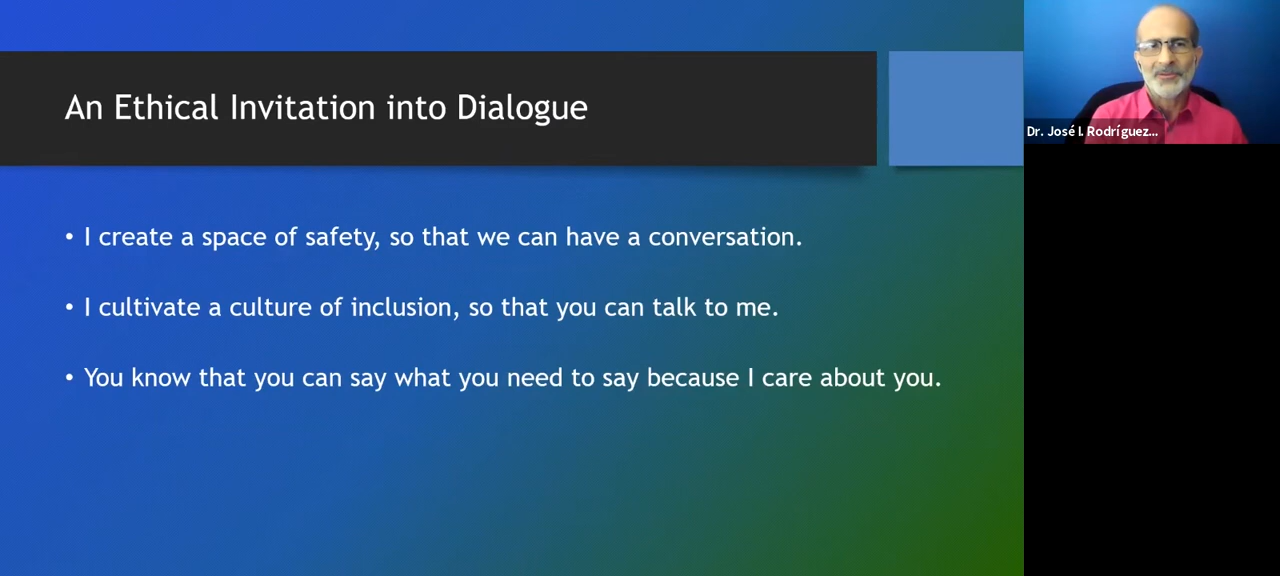 An Ethical Invitation into Dialogue
• I create a space of safety, so that we can have a conversation.
• I cultivate a culture of inclusion, so that you can talk to me.
• You know that you can say what you need to say because I care about you.
Dr. José I. Rodríguez...